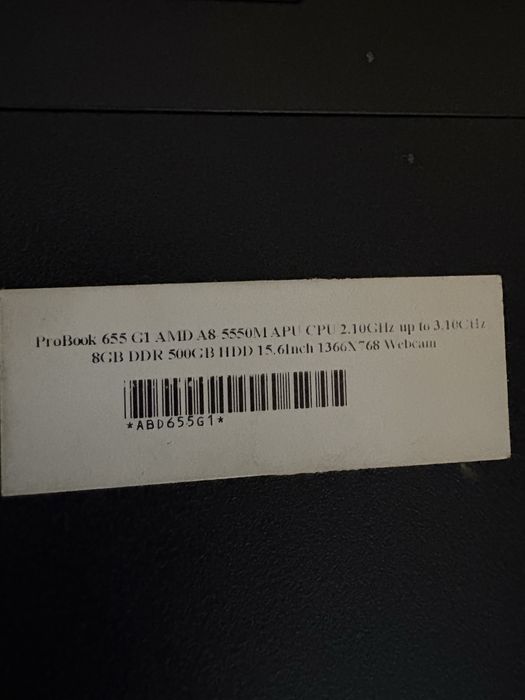 ProBook 655 G1 AMD A8-5550M APU CPU 2.10GHz up to 3.10GHz
8GB DDR 500GB HDD 15.6Inch 1366X768 Webcam
*ABD655G1*